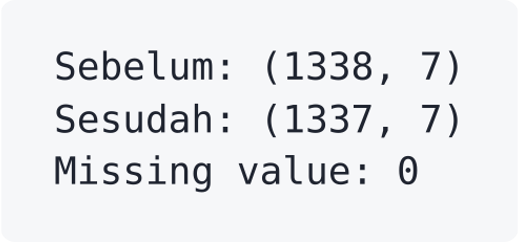 Sebelum: (1338, 7)
Sesudah: (1337, 7)
Missing value: 0